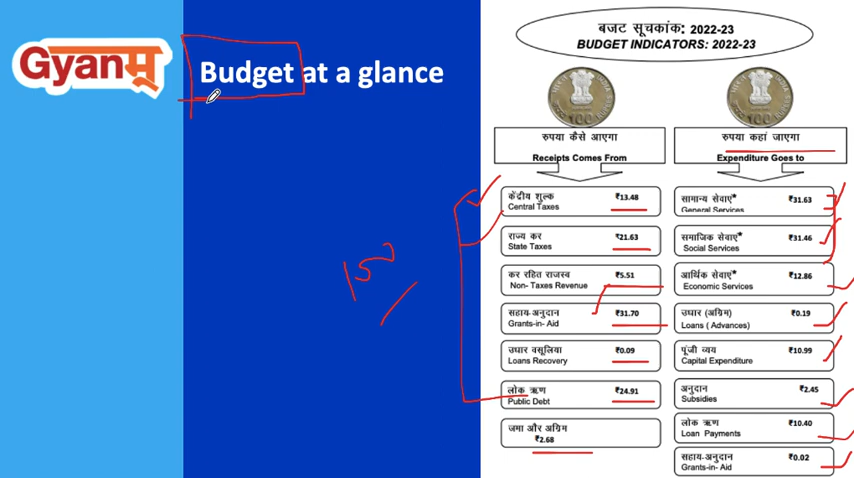 Gyanम्
Budget at a glance
बजट सूचकांक: 2022-23
BUDGET INDICATORS: 2022-23
रुपया कैसे आएगा
Receipts Comes From
केंद्रीय शुल्क ₹13.48
Central Taxes
राज्य कर ₹21.63
State Taxes
कर रहित राजस्व ₹5.51
Non- Taxes Revenue
सहाय-अनुदान ₹31.70
Grants-in- Aid
उधार वसूलिया ₹0.09
Loans Recovery
लोक ऋण ₹24.91
Public Debt
जमा और अग्रिम
₹2.68
रुपया कहां जाएगा
Expenditure Goes to
सामान्य सेवाएं* ₹31.63
General Services
समाजिक सेवाएं* ₹31.46
Social Services
आर्थिक सेवाएं* ₹12.86
Economic Services
उधार (अग्रिम) ₹0.19
Loans ( Advances)
पूंजी व्यय ₹10.99
Capital Expenditure
अनुदान ₹2.45
Subsidies
लोक ऋण ₹10.40
Loan Payments
सहाय-अनुदान ₹0.02
Grants-in- Aid
100
100